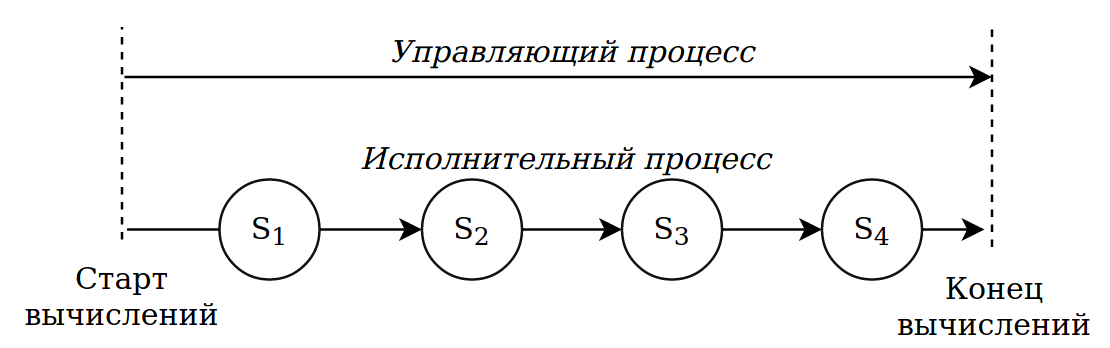 Управляющий процесс
Исполнительный процесс
S₁ S₂ S₃ S₄
Старт
вычислений
Конец
вычислений